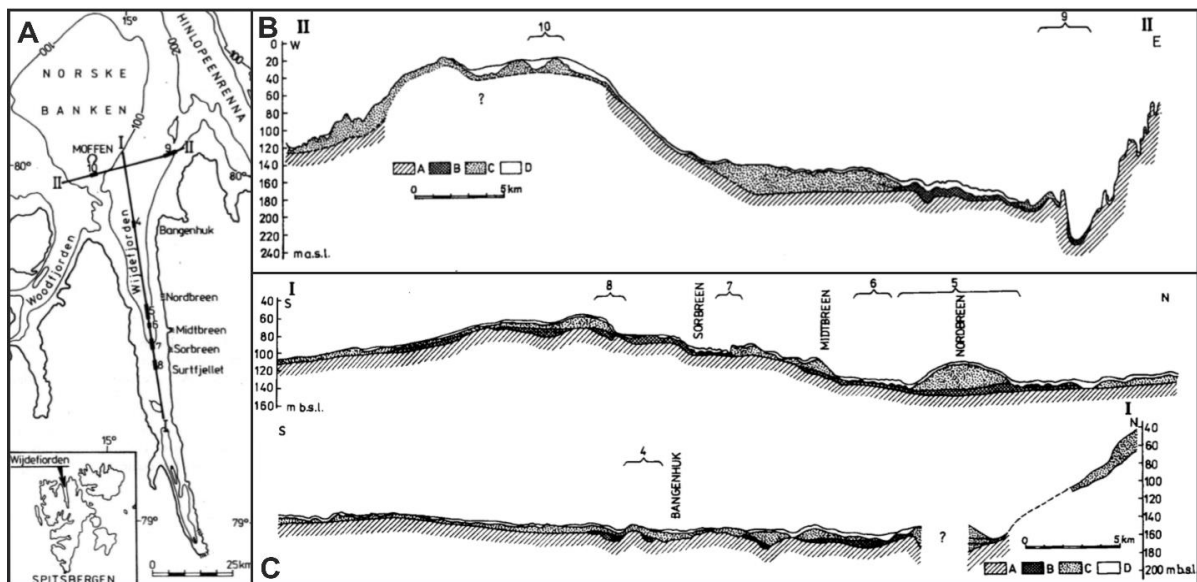 A
15°
100
200
HINLOPEENRENNA
100
NORSKE
BANKEN
100
MOFFEN
I
II
9
II
10
80°
80°
Woodfjorden
Wijdefjorden
4
Bangenhuk
Nordbreen
5
6
Midtbreen
7
Sorbreen
8
Surtfjellet
I
15°
Wijdefiorden
79°
79°
SPITSBERGEN
0 25km
B
II
10
9
II
W
E
0
20
40
60
80
100
120
140
160
180
200
220
240
m a.s.l.
?
A B C D
0 5 km
I
S
N
8
SORBREEN
7
MIDTBREEN
6
5
NORDBREEN
40
60
80
100
120
140
160
m b.s.l.
S
4
BANGENHUK
?
I
N
40
60
80
100
120
140
160
180
200 m b.s.l.
0 5 km
A B C D
C